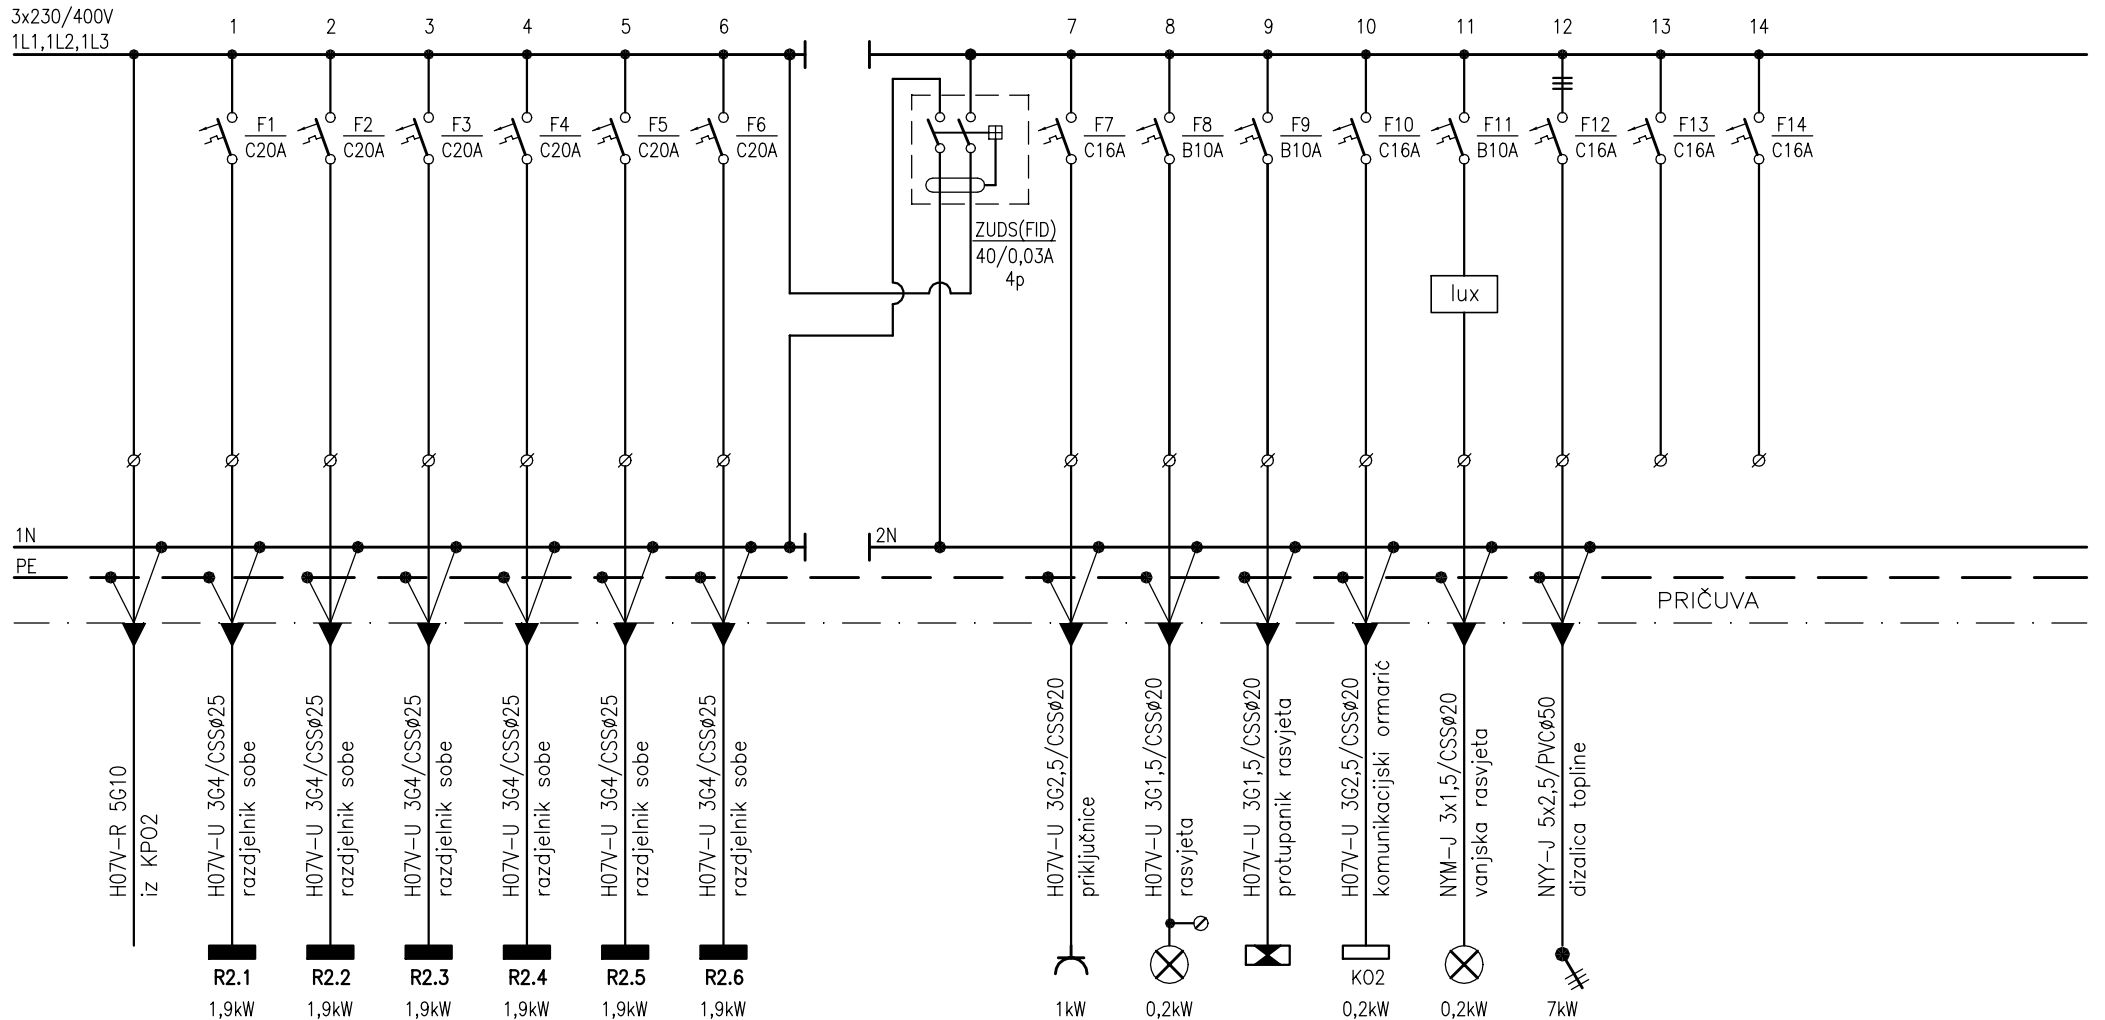 3x230/400V
1L1,1L2,1L3
1
2
3
4
5
6
7
8
9
10
11
12
13
14
F1
C20A
F2
C20A
F3
C20A
F4
C20A
F5
C20A
F6
C20A
ZUDS(FID)
40/0,03A
4p
F7
C16A
F8
B10A
F9
B10A
F10
C16A
F11
B10A
F12
C16A
F13
C16A
F14
C16A
lux
1N
2N
PE
PRIČUVA
H07V-R 5G10
iz KPO2
H07V-U 3G4/CSSø25
razdjelnik sobe
H07V-U 3G4/CSSø25
razdjelnik sobe
H07V-U 3G4/CSSø25
razdjelnik sobe
H07V-U 3G4/CSSø25
razdjelnik sobe
H07V-U 3G4/CSSø25
razdjelnik sobe
H07V-U 3G4/CSSø25
razdjelnik sobe
H07V-U 3G2,5/CSSø20
priključnice
H07V-U 3G1,5/CSSø20
rasvjeta
H07V-U 3G1,5/CSSø20
protupanik rasvjeta
H07V-U 3G2,5/CSSø20
komunikacijski ormarić
NYM-J 3x1,5/CSSø20
vanjska rasvjeta
NYY-J 5x2,5/PVCø50
dizalica topline
R2.1
1,9kW
R2.2
1,9kW
R2.3
1,9kW
R2.4
1,9kW
R2.5
1,9kW
R2.6
1,9kW
1kW
0,2kW
KO2
0,2kW
0,2kW
7kW